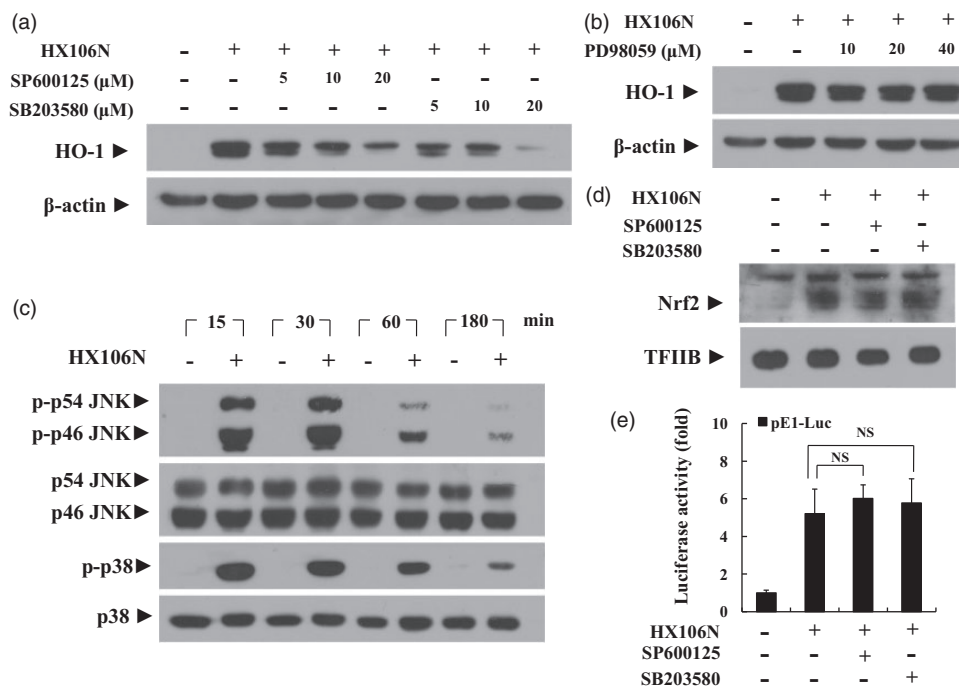 (a)
HX106N - + + + + + + +
SP600125 (μM) - - 5 10 20 - - -
SB203580 (μM) - - - - - 5 10 20
HO-1
β-actin
(b)
HX106N - + + + +
PD98059 (μM) - - 10 20 40
HO-1
β-actin
(c)
15 30 60 180 min
HX106N - + - + - + - +
p-p54 JNK
p-p46 JNK
p54 JNK
p46 JNK
p-p38
p38
(d)
HX106N - + + +
SP600125 - - + -
SB203580 - - - +
Nrf2
TFIIB
(e)
pE1-Luc
Luciferase activity (fold)
10
8
6
4
2
0
NS
NS
HX106N - + + +
SP600125 - - + -
SB203580 - - - +